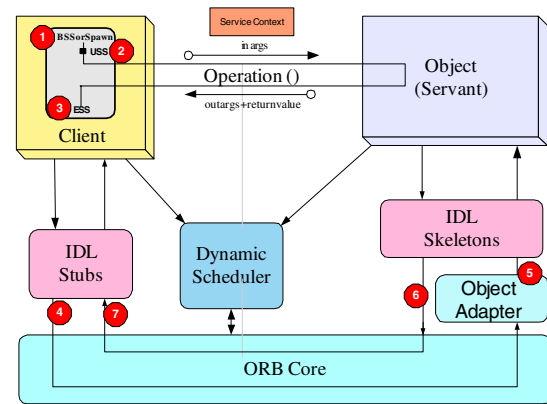 Service Context
1
BSSorSpawn
USS
2
in args
Operation ()
3
ESS
outargs+returnvalue
Client
Object
(Servant)
IDL
Stubs
Dynamic
Scheduler
IDL
Skeletons
4
7
6
5
Object
Adapter
ORB Core